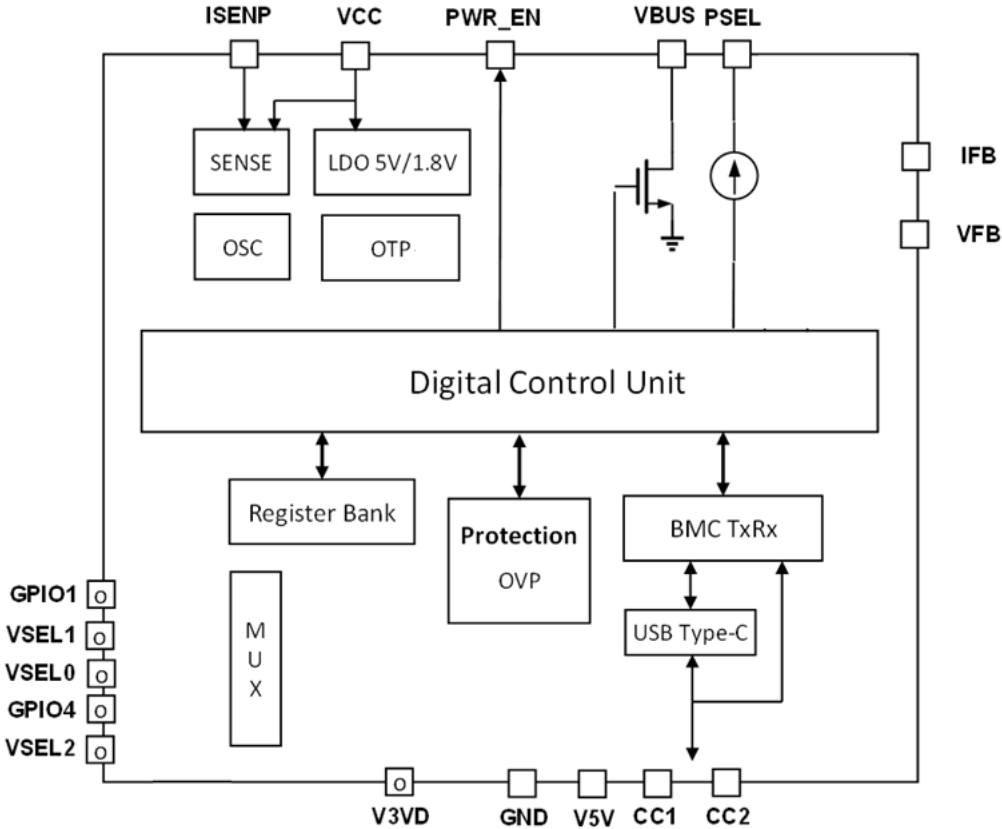 ISENP
VCC
PWR_EN
VBUS
PSEL
SENSE
LDO 5V/1.8V
IFB
OSC
OTP
VFB
Digital Control Unit
Register Bank
Protection
OVP
BMC TxRx
USB Type-C
M
U
X
GPIO1
VSEL1
VSEL0
GPIO4
VSEL2
o
o
o
o
o
o
V3VD
GND
V5V
CC1
CC2